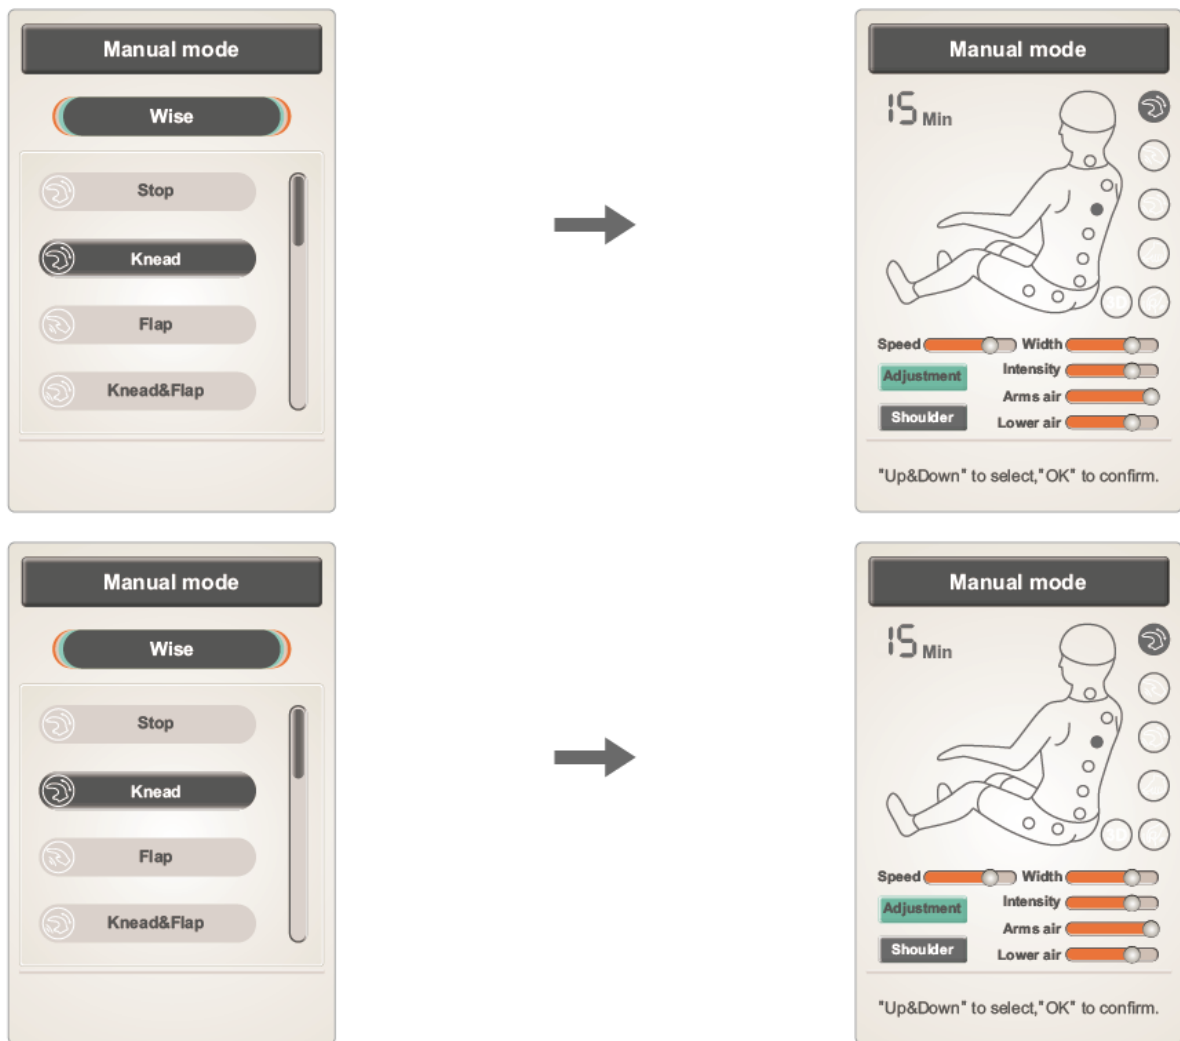 Manual mode
Wise
Stop
Knead
Flap
Knead&Flap
Manual mode
15 Min
3D
Speed
Width
Adjustment
Intensity
Arms air
Shoulder
Lower air
"Up&Down" to select,"OK" to confirm.
Manual mode
Wise
Stop
Knead
Flap
Knead&Flap
Manual mode
15 Min
3D
Speed
Width
Adjustment
Intensity
Arms air
Shoulder
Lower air
"Up&Down" to select,"OK" to confirm.